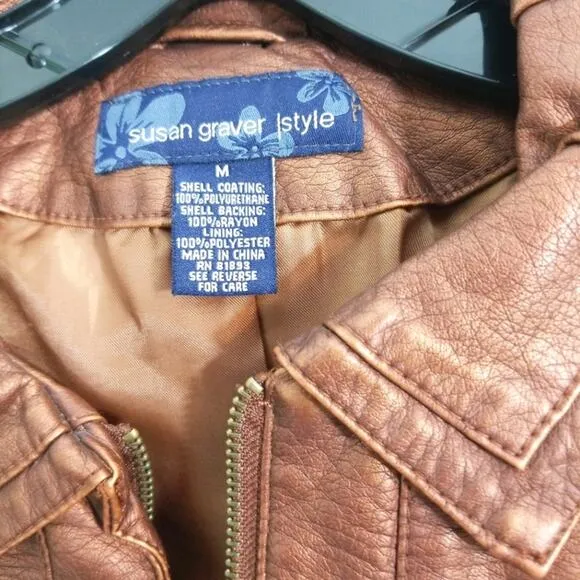 susan graver |style
M
SHELL COATING:
100%POLYURETHANE
SHELL BACKING:
100%RAYON
LINING:
100%POLYESTER
MADE IN CHINA
RN 81893
SEE REVERSE
FOR CARE